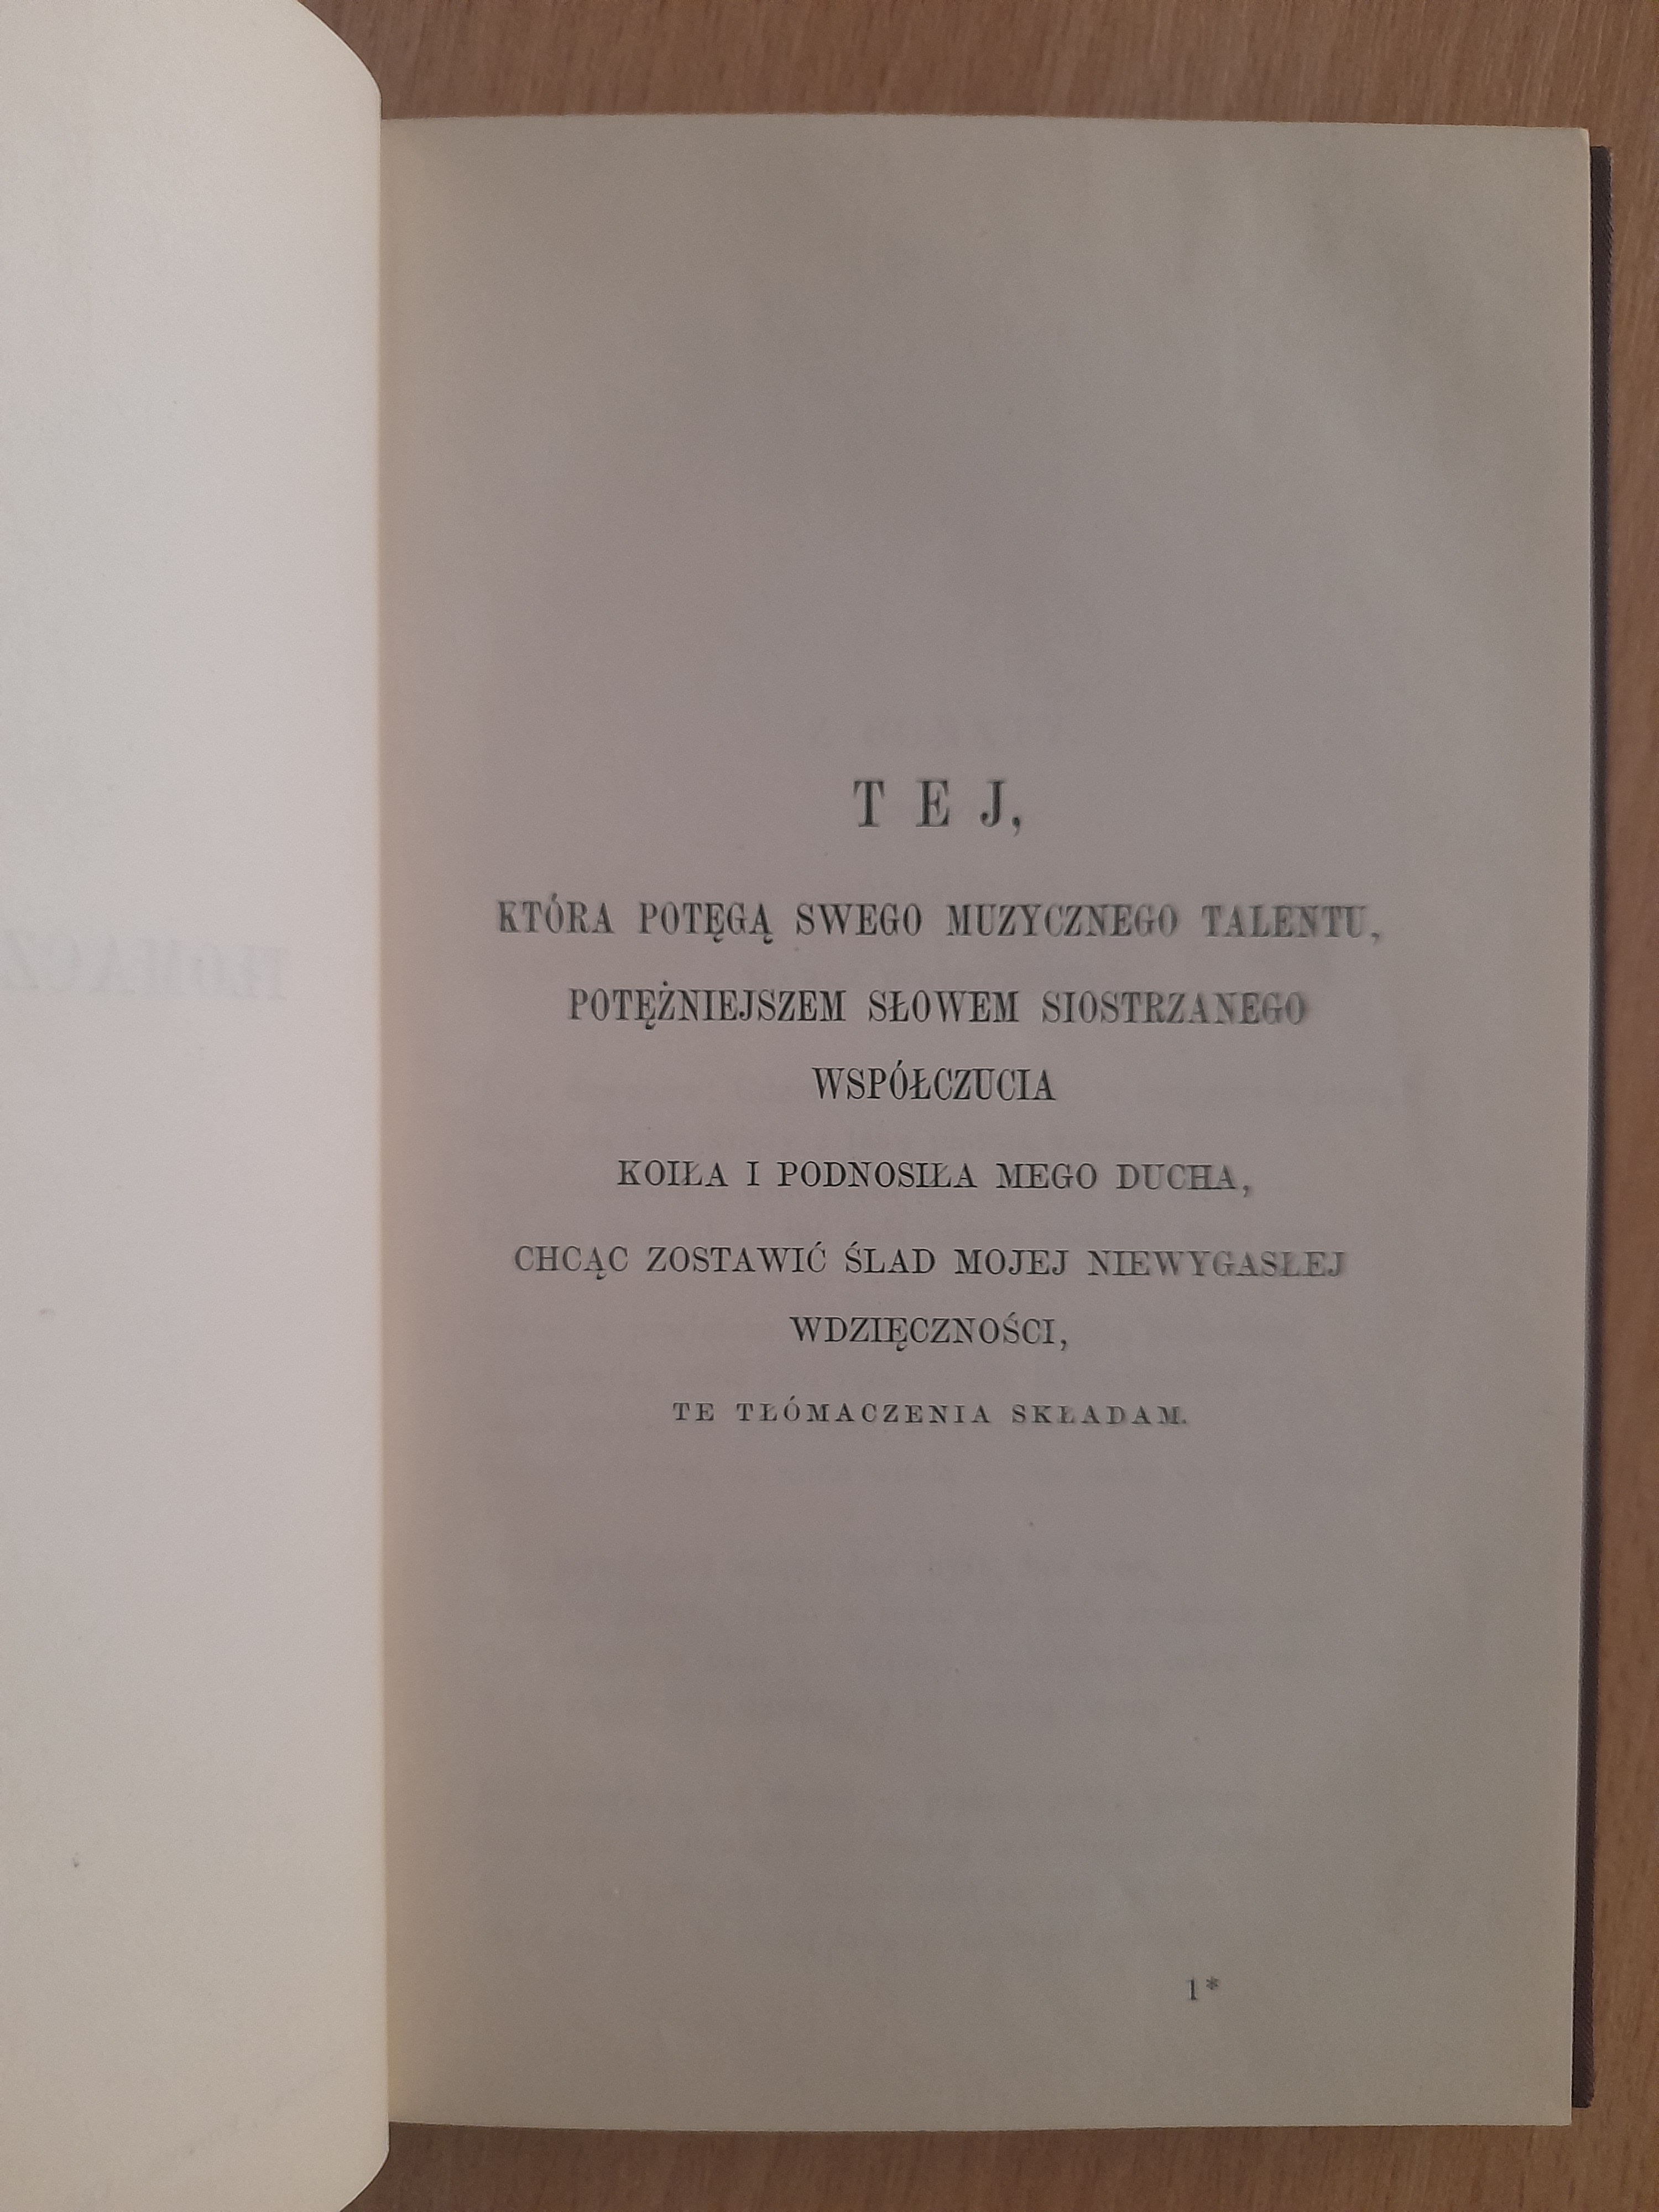 TEJ,
KTÓRA POTĘGĄ SWEGO MUZYCZNEGO TALENTU,
POTĘŻNIEJSZEM SŁOWEM SIOSTRZANEGO
WSPÓŁCZUCIA
KOIŁA I PODNOSIŁA MEGO DUCHA,
CHCĄC ZOSTAWIĆ ŚLAD MOJEJ NIEWYGASŁEJ
WDZIĘCZNOŚCI,
TE TŁÓMACZENIA SKŁADAM.
1*